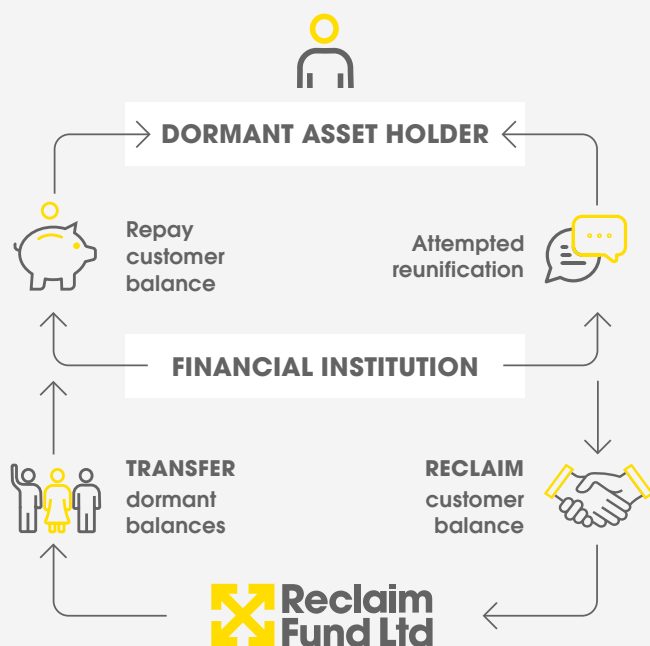 DORMANT ASSET HOLDER
Repay
customer
balance
Attempted
reunification
FINANCIAL INSTITUTION
TRANSFER
dormant
balances
RECLAIM
customer
balance
Reclaim
Fund Ltd